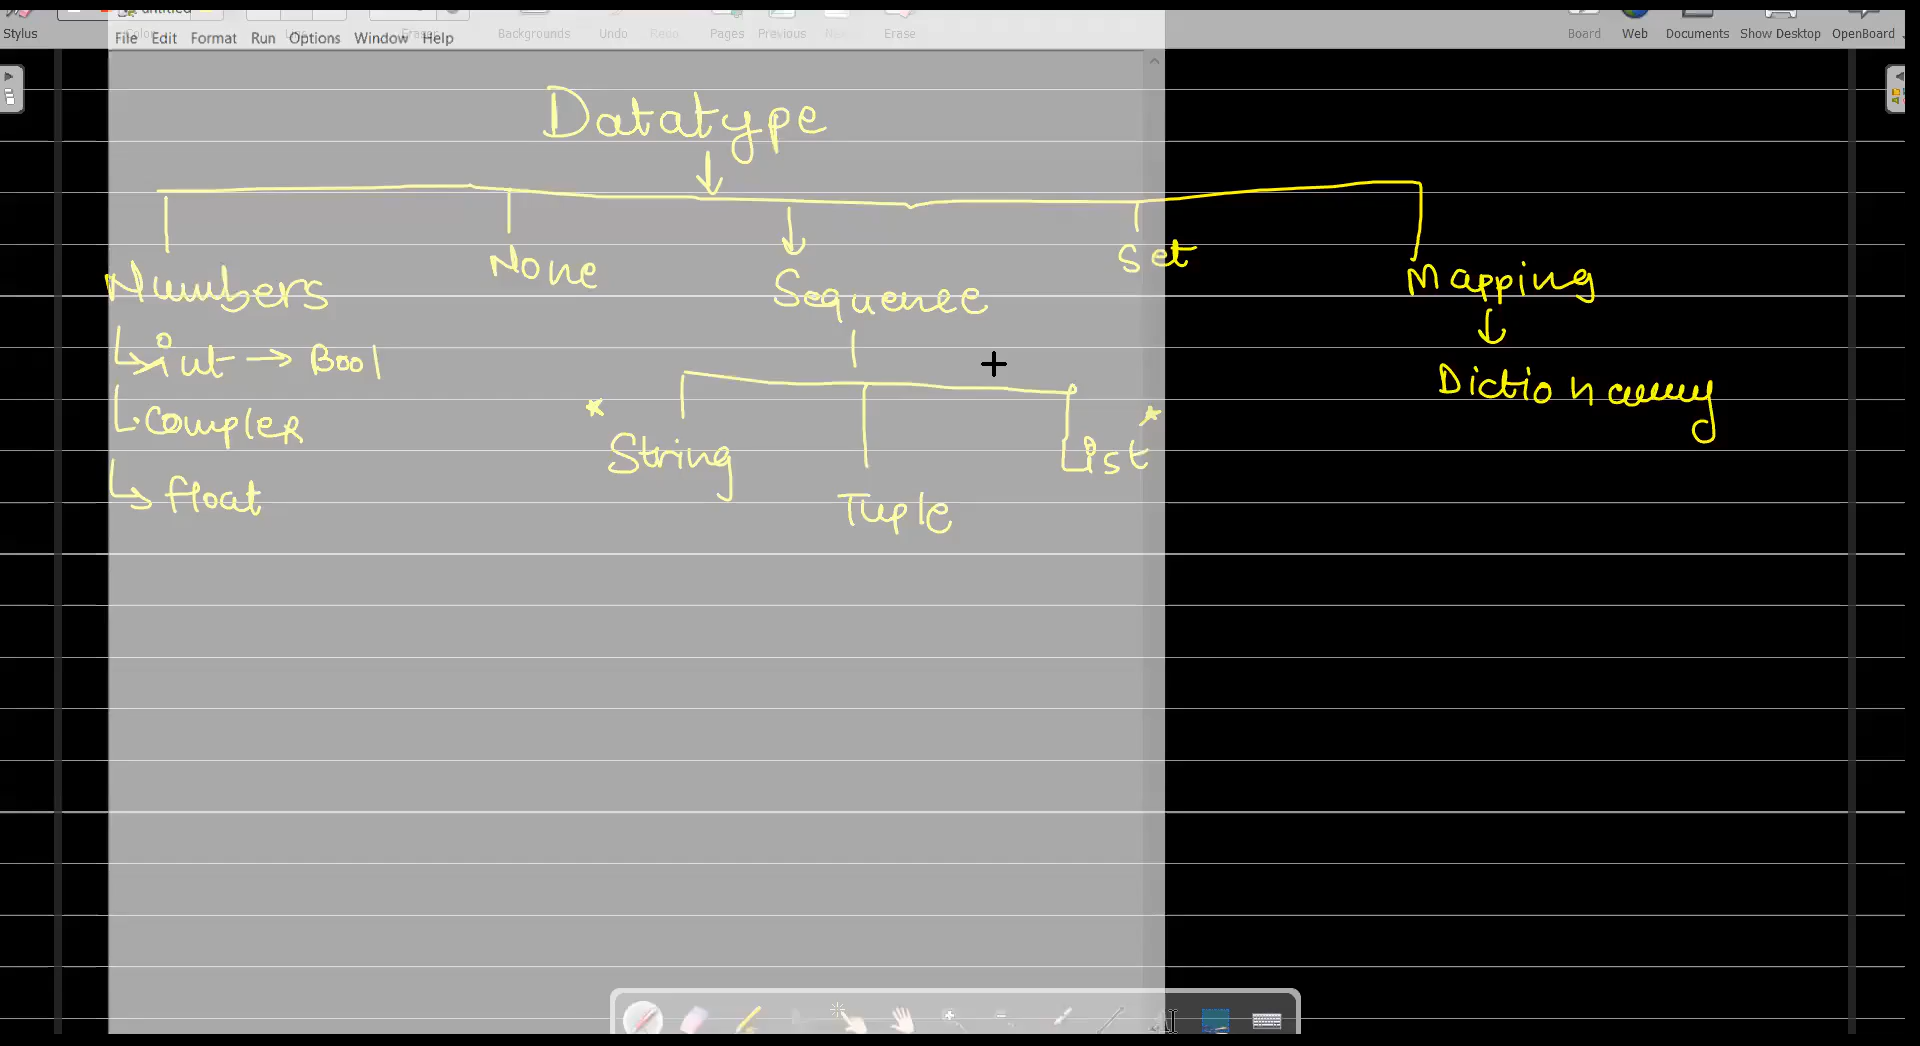 Stylus
untitled
File Edit Format Run Options Window Help
Backgrounds Undo Redo Pages Previous Erase
Board Web Documents Show Desktop OpenBoard
Datatype
Numbers
int → Bool
Complex
float
None
Sequence
* String
Tuple
List *
Set
Mapping
Dictionary